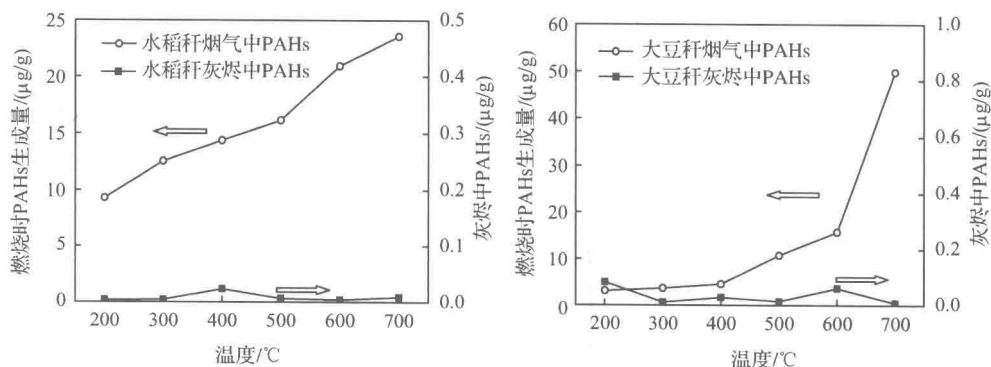 燃烧时PAHs生成量/(μg/g)
25
20
15
10
5
0
水稻秆烟气中PAHs
水稻秆灰烬中PAHs
0.5
0.4
0.3
0.2
0.1
0.0
灰烬中PAHs/(μg/g)
200 300 400 500 600 700
温度/℃
燃烧时PAHs生成量/(μg/g)
60
50
40
30
20
10
0
大豆秆烟气中PAHs
大豆秆灰烬中PAHs
1.0
0.8
0.6
0.4
0.2
0.0
灰烬中PAHs/(μg/g)
200 300 400 500 600 700
温度/℃